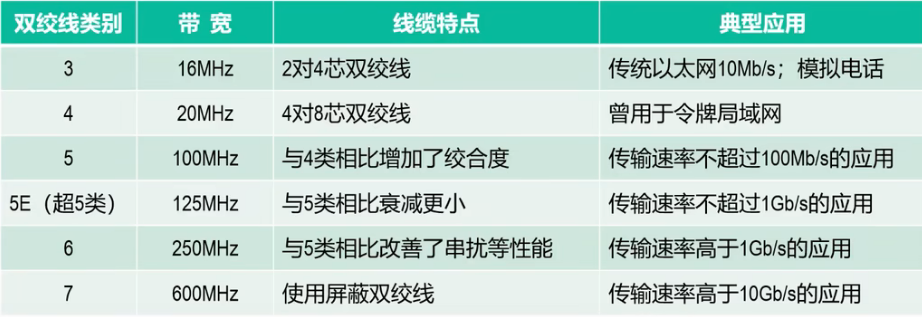 双绞线类别 带 宽 线缆特点 典型应用
3 16MHz 2对4芯双绞线 传统以太网10Mb/s；模拟电话
4 20MHz 4对8芯双绞线 曾用于令牌局域网
5 100MHz 与4类相比增加了绞合度 传输速率不超过100Mb/s的应用
5E（超5类） 125MHz 与5类相比衰减更小 传输速率不超过1Gb/s的应用
6 250MHz 与5类相比改善了串扰等性能 传输速率高于1Gb/s的应用
7 600MHz 使用屏蔽双绞线 传输速率高于10Gb/s的应用